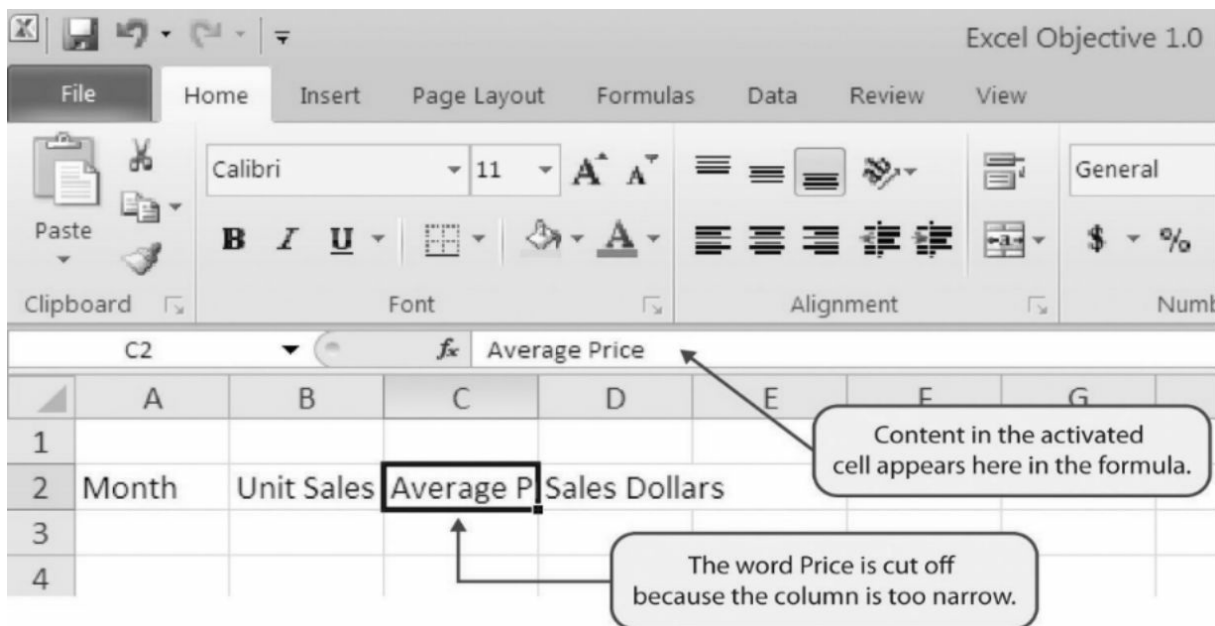 Excel Objective 1.0
File Home Insert Page Layout Formulas Data Review View
Calibri 11 A A General
Paste B I U A a $ %
Clipboard Font Alignment
C2 fx Average Price
A B C D E F G
1
2 Month Unit Sales Average P Sales Dollars
3
4
Content in the activated
cell appears here in the formula.
The word Price is cut off
because the column is too narrow.